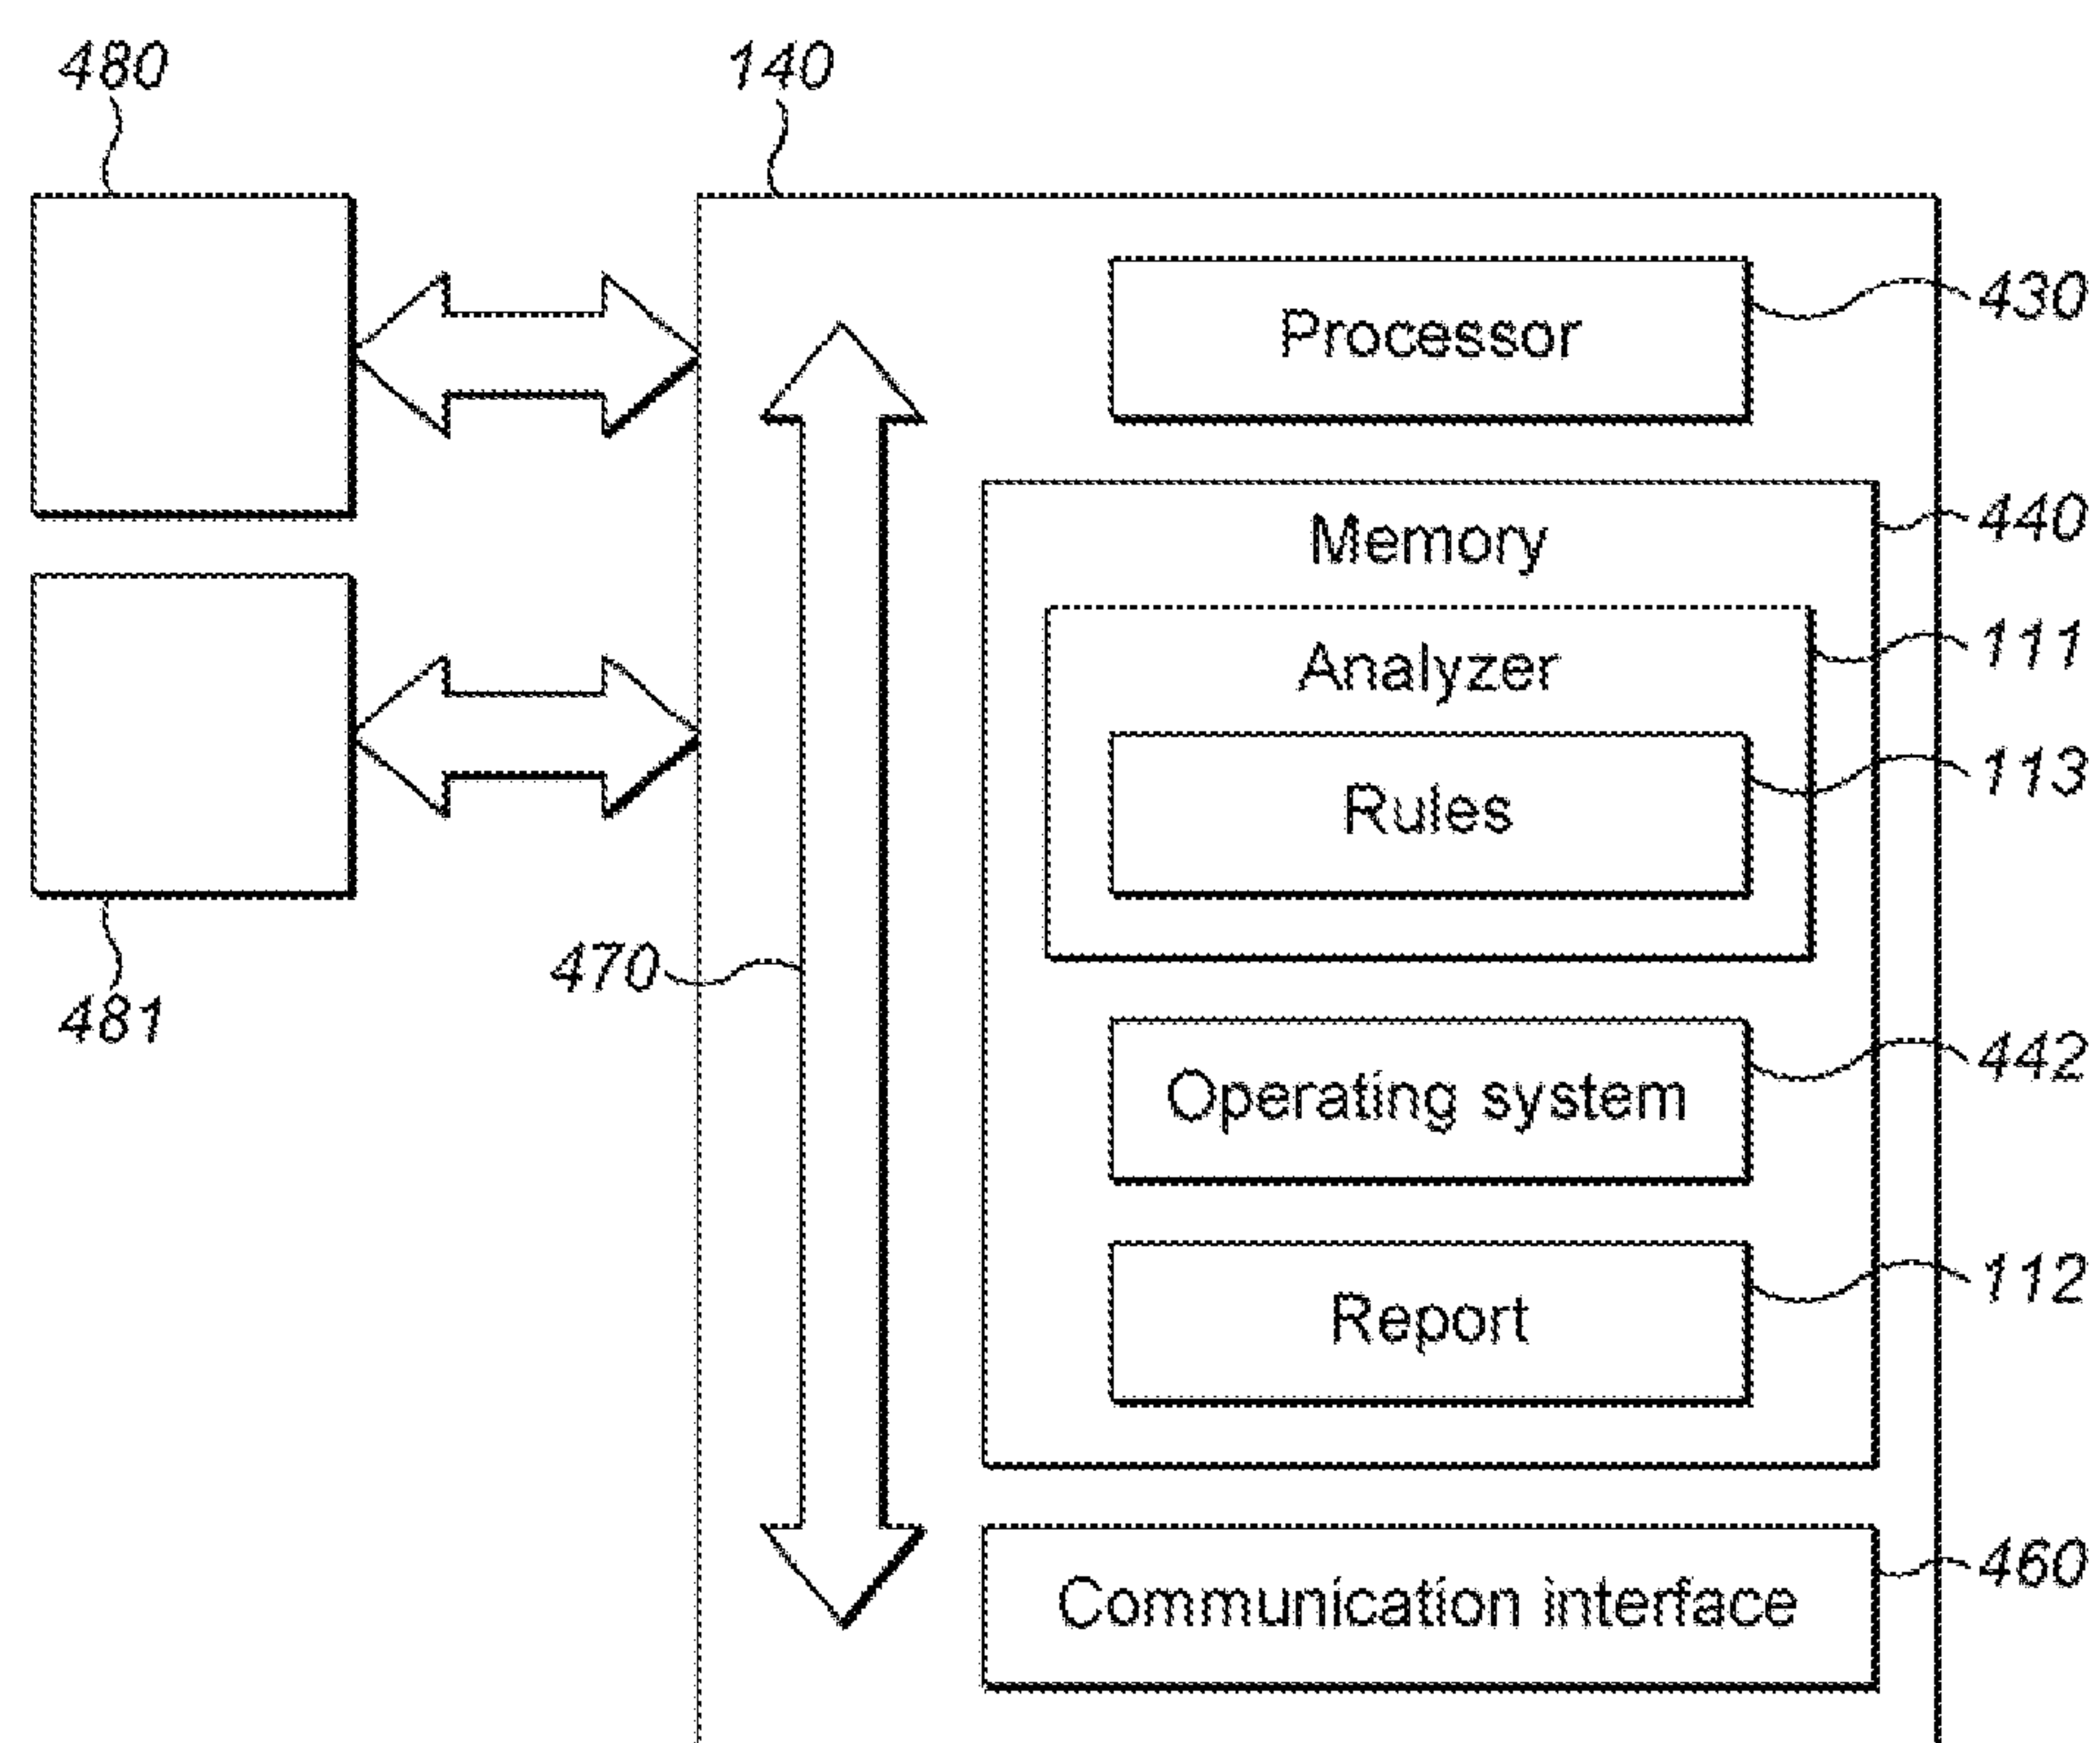 480
140
Processor
430
Memory
440
Analyzer
111
Rules
113
470
481
Operating system
442
Report
112
Communication interface
460